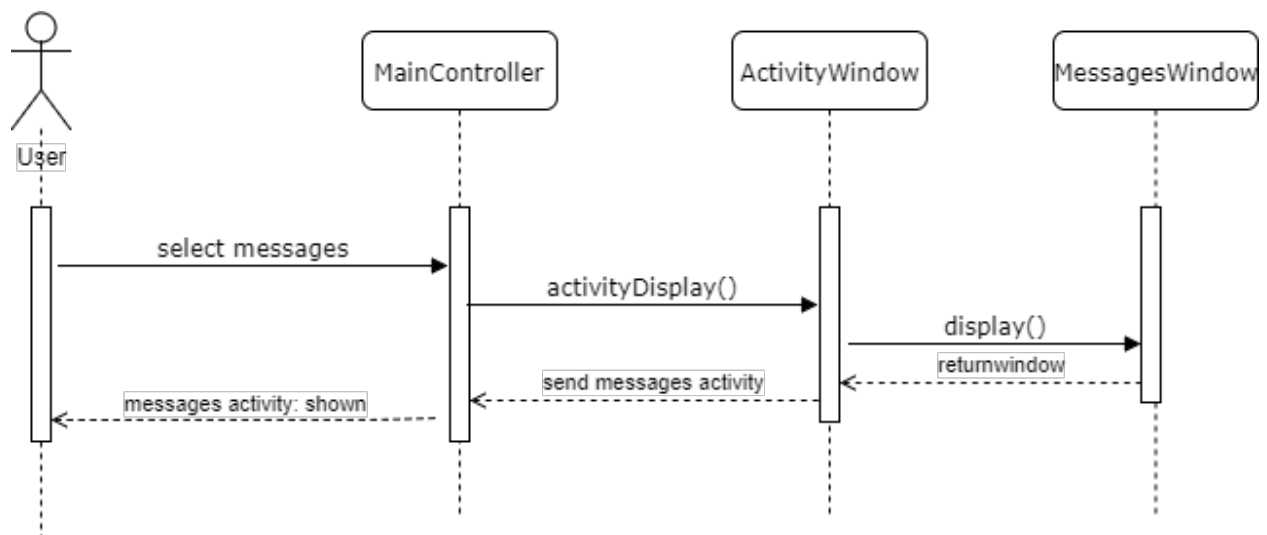 MainController
ActivityWindow
MessagesWindow
User
select messages
activityDisplay()
display()
returnwindow
send messages activity
messages activity: shown